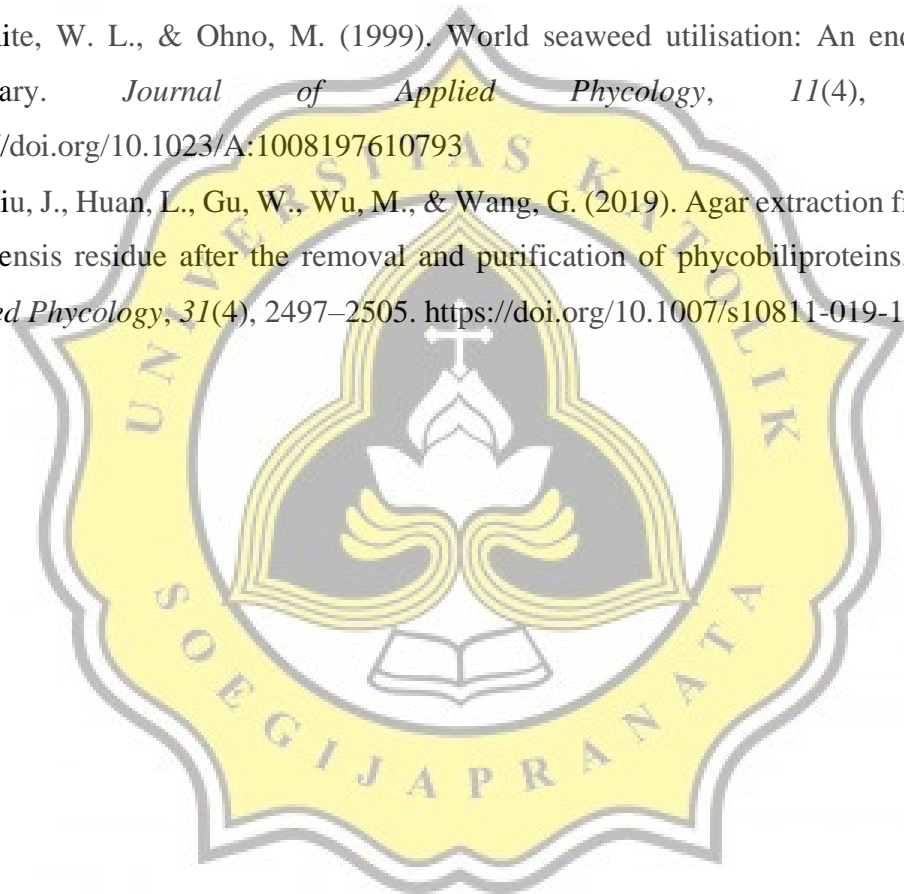 ite, W. L., & Ohno, M. (1999). World seaweed utilisation: An end
ary. Journal of Applied Phycology, 11(4),
/doi.org/10.1023/A:1008197610793
iu, J., Huan, L., Gu, W., Wu, M., & Wang, G. (2019). Agar extraction
ensis residue after the removal and purification of phycobiliproteins.
ed Phycology, 31(4), 2497–2505. https://doi.org/10.1007/s10811-019-1
UNIVERSITAS KATOLIK
SOEGIJAPRANATA